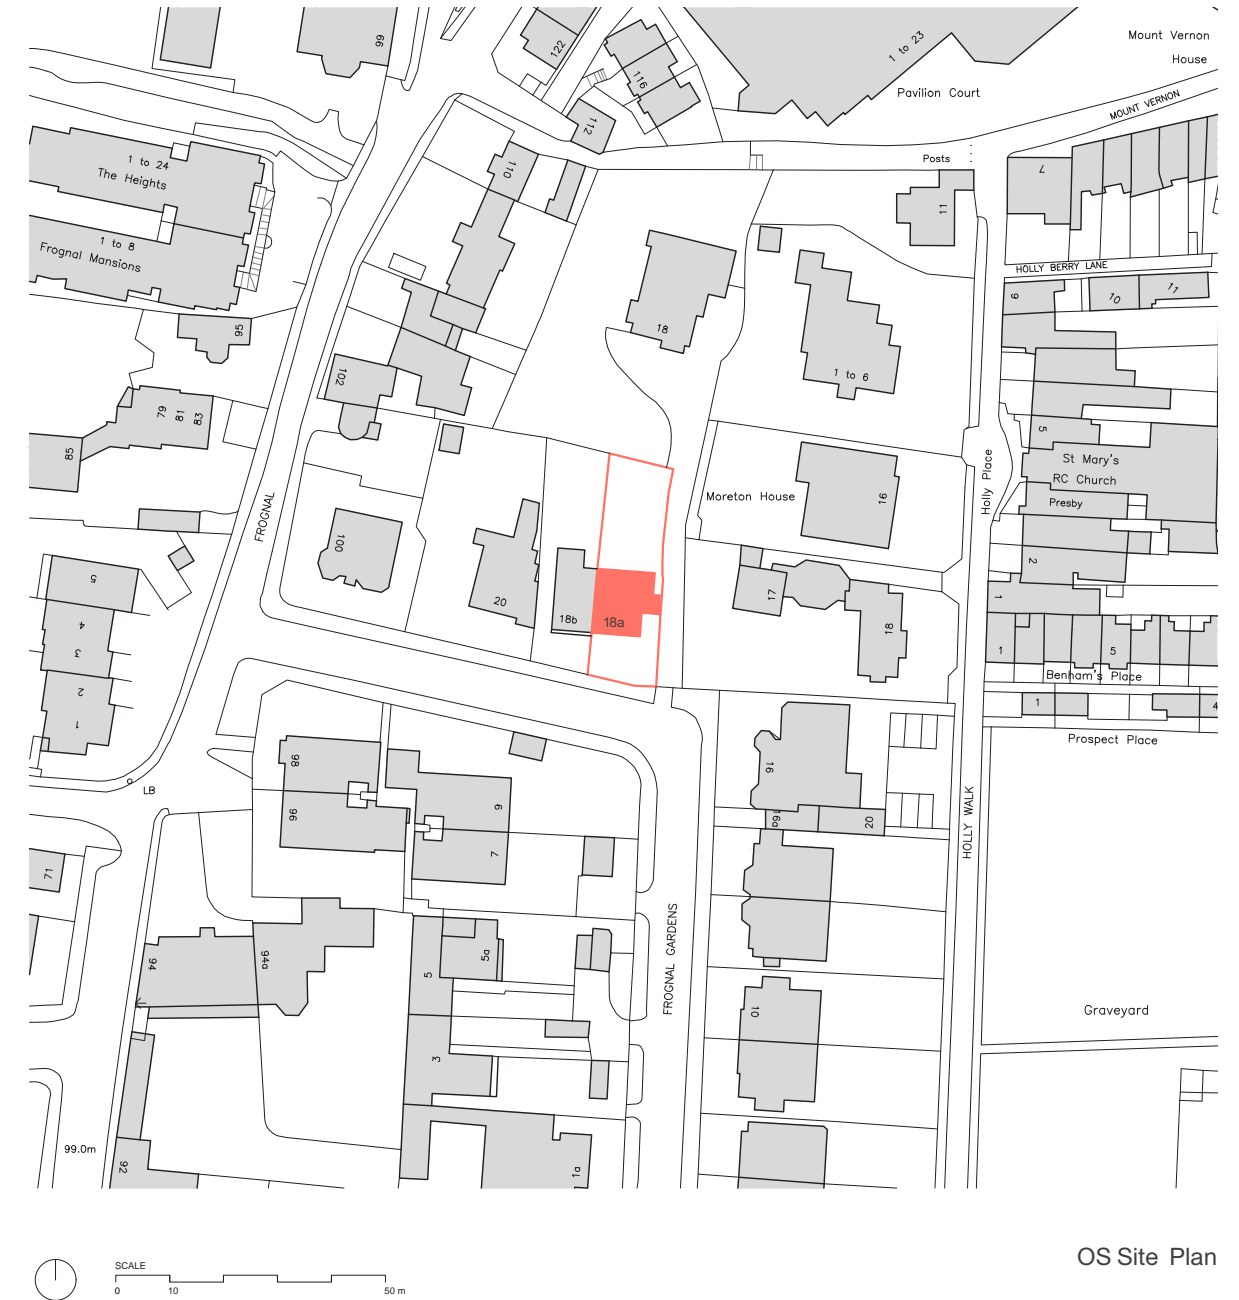 66
122
116
1 to 23
Mount Vernon
House
Pavilion Court
MOUNT VERNON
112
110
Posts
1 to 24
The Heights
7
11
1 to 8
Frognal Mansions
HOLLY BERRY LANE
9
10
11
95
18
1 to 6
102
79
81
83
85
5
St Mary's
RC Church
Presby
Holly Place
Moreton House
16
FROGNAL
100
20
18b
18a
17
18
2
1
1
5
Benham's Place
1
4
Prospect Place
5
4
3
2
1
LB
98
96
6
7
16
16a
20
HOLLY WALK
71
94
94a
5
5a
3
FROGNAL GARDENS
10
Graveyard
99.0m
92
1a
OS Site Plan
SCALE
0
10
50 m